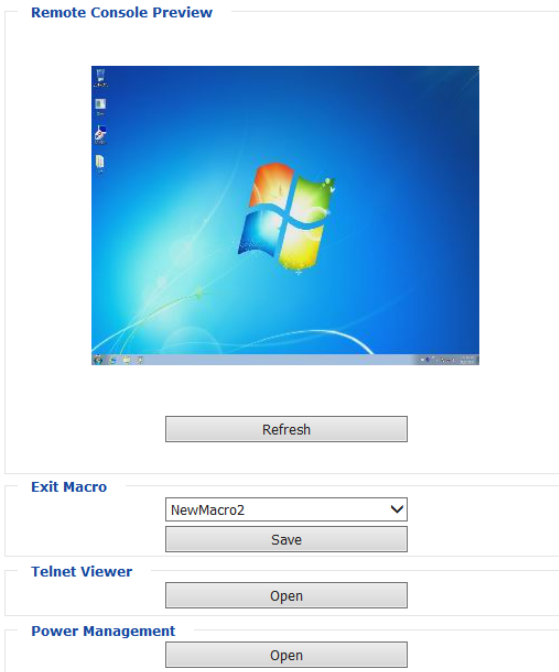 Remote Console Preview
Refresh
Exit Macro
NewMacro2
Save
Telnet Viewer
Open
Power Management
Open